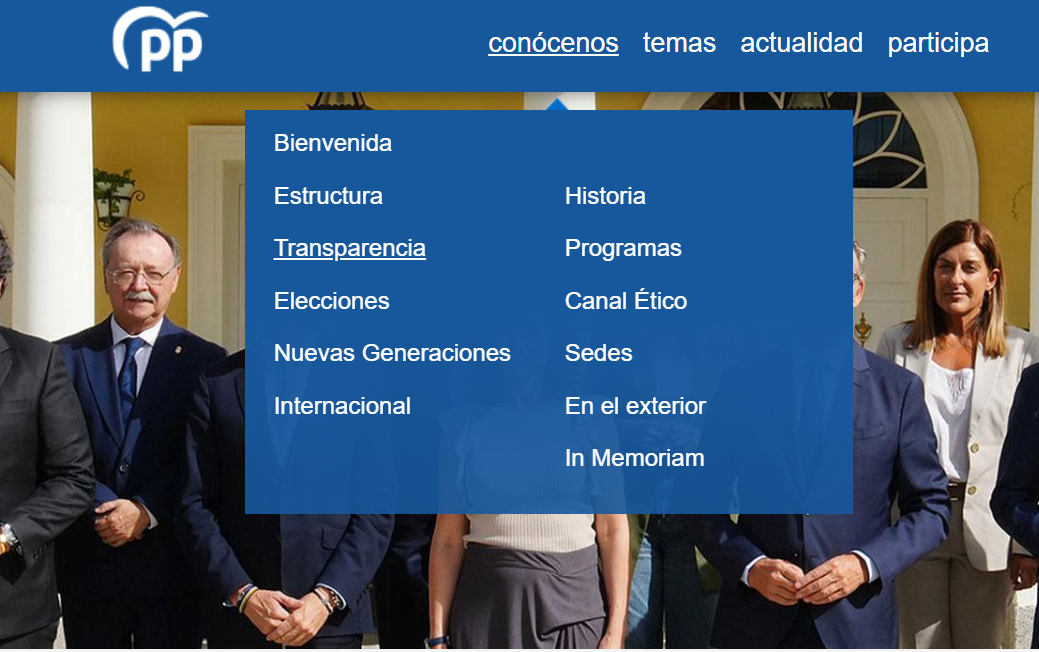 pp
conócenos temas actualidad participa
Bienvenida
Estructura
Transparencia
Elecciones
Nuevas Generaciones
Internacional
Historia
Programas
Canal Ético
Sedes
En el exterior
In Memoriam